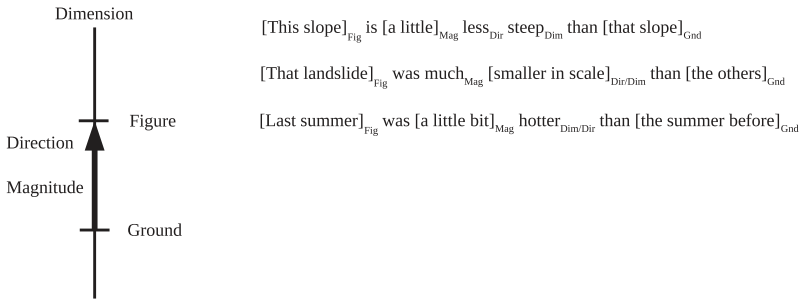 Dimension
[This slope]Fig is [a little]Mag lessDir steepDim than [that slope]Gnd
[That landslide]Fig was muchMag [smaller in scale]Dir/Dim than [the others]Gnd
Figure
[Last summer]Fig was [a little bit]Mag hotterDim/Dir than [the summer before]Gnd
Direction
Magnitude
Ground